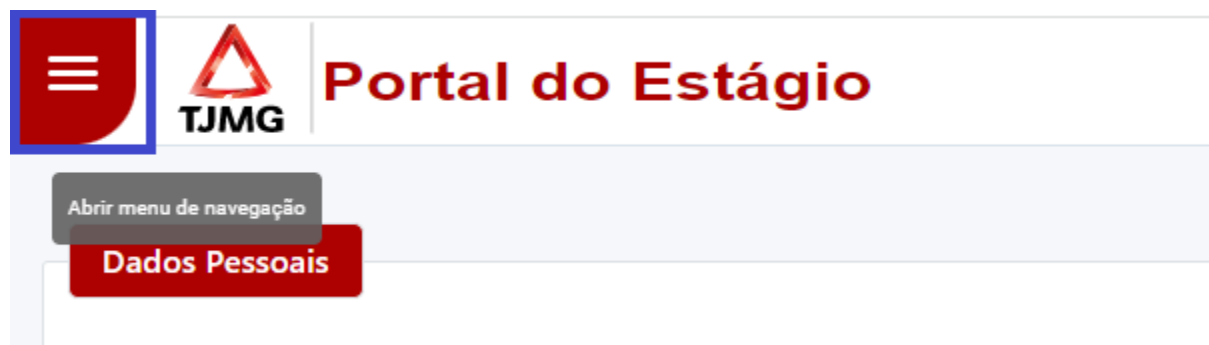 TJMG
Portal do Estágio
Abrir menu de navegação
Dados Pessoais